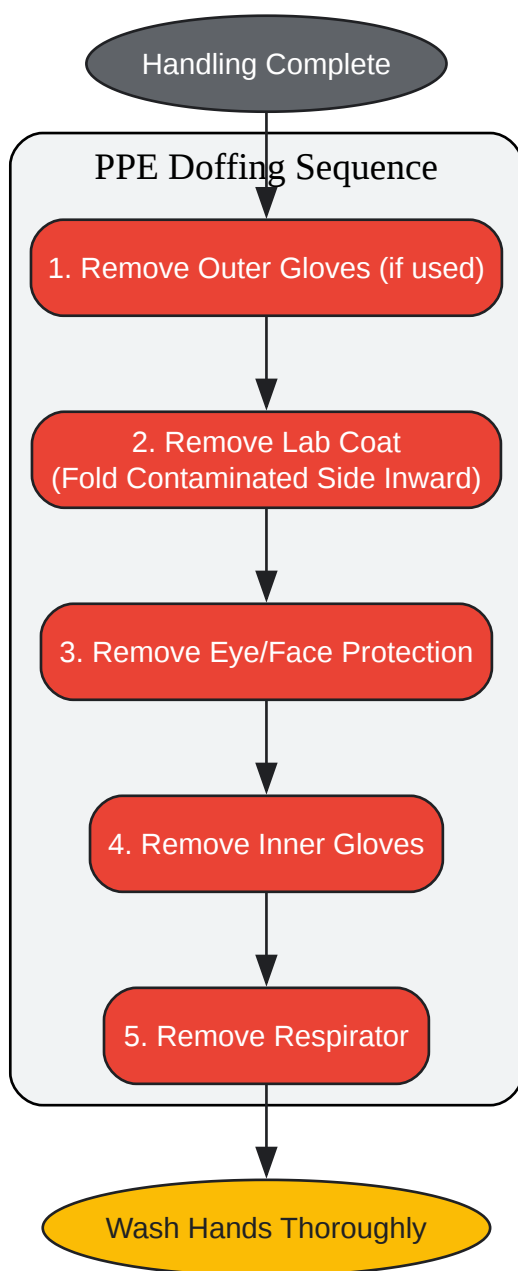 Handling Complete
PPE Doffing Sequence
1. Remove Outer Gloves (if used)
2. Remove Lab Coat
(Fold Contaminated Side Inward)
3. Remove Eye/Face Protection
4. Remove Inner Gloves
5. Remove Respirator
Wash Hands Thoroughly